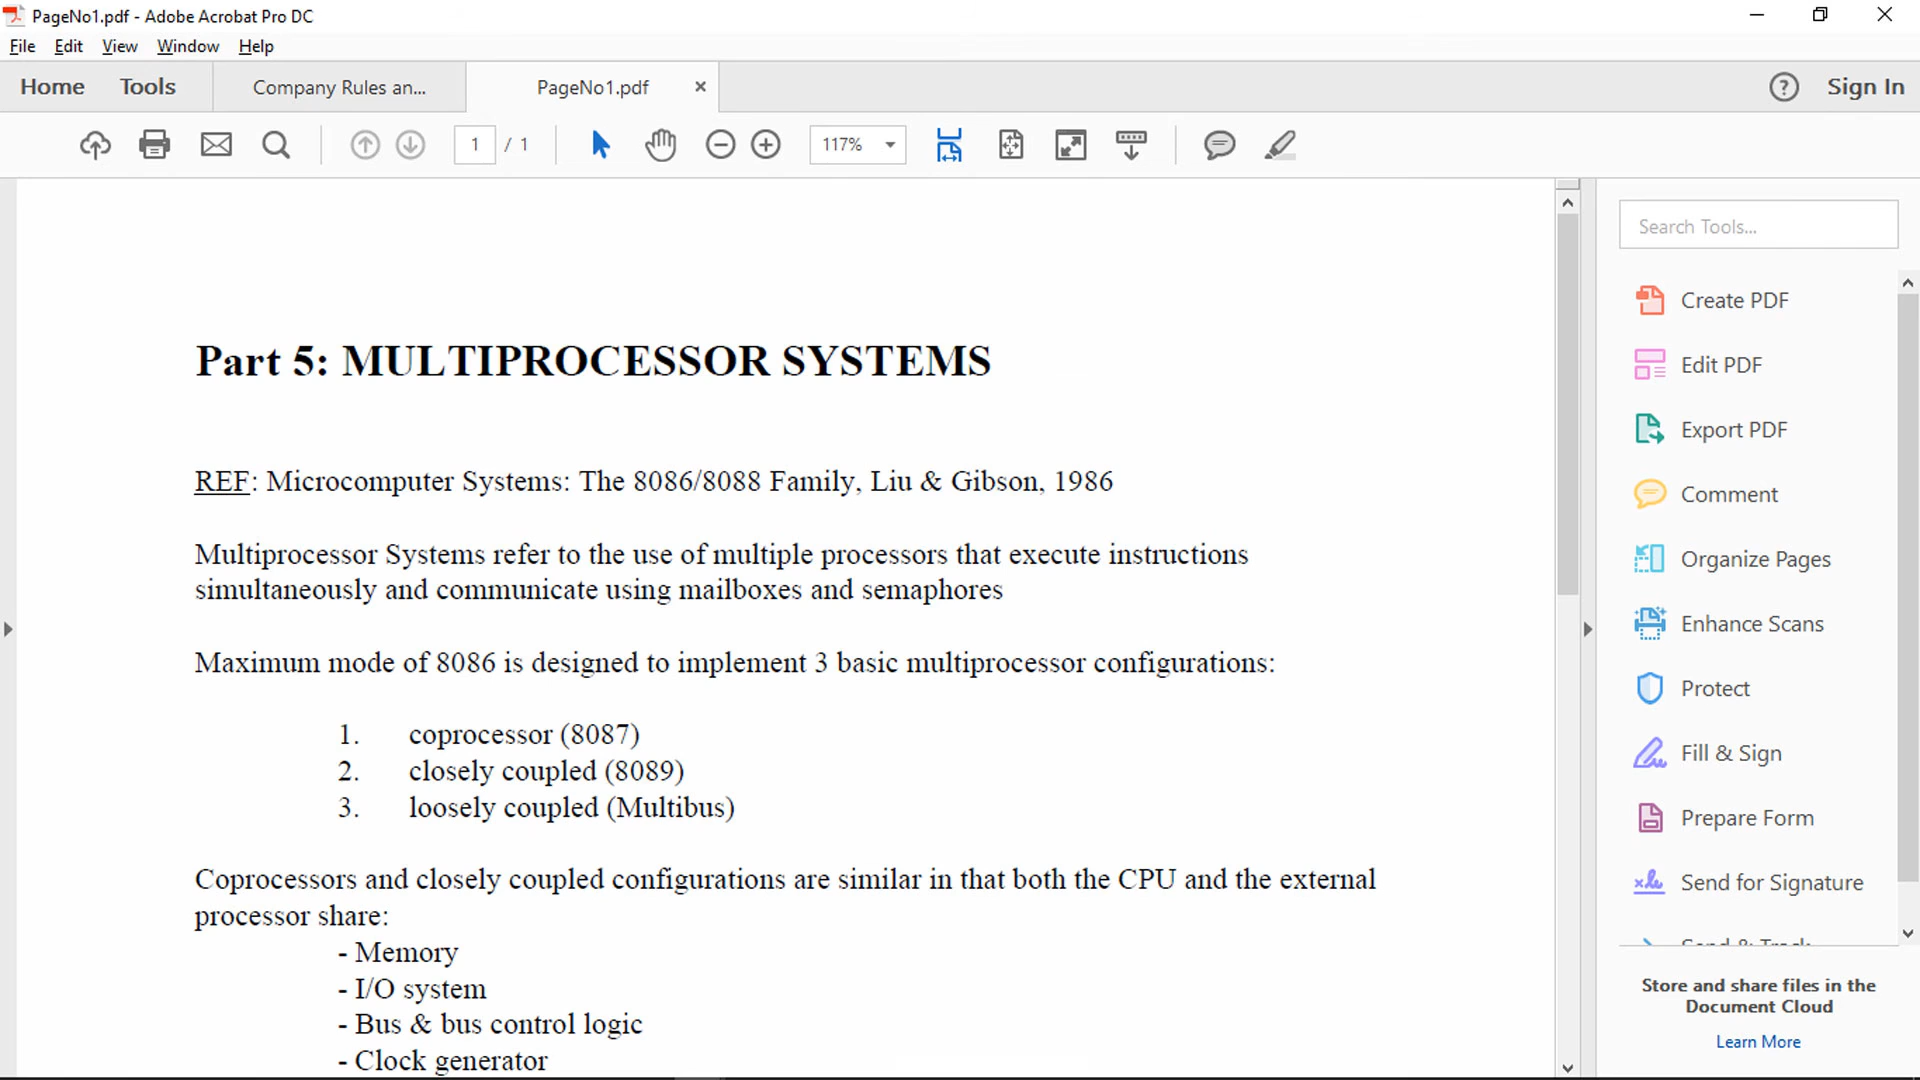 PageNo1.pdf - Adobe Acrobat Pro DC
File Edit View Window Help
Home Tools Company Rules an... PageNo1.pdf × ? Sign In
1 / 1 117%
Search Tools...
Create PDF
Edit PDF
Export PDF
Comment
Organize Pages
Enhance Scans
Protect
Fill & Sign
Prepare Form
Send for Signature
Send & Track
Store and share files in the
Document Cloud
Learn More
Part 5: MULTIPROCESSOR SYSTEMS
REF: Microcomputer Systems: The 8086/8088 Family, Liu & Gibson, 1986
Multiprocessor Systems refer to the use of multiple processors that execute instructions
simultaneously and communicate using mailboxes and semaphores
Maximum mode of 8086 is designed to implement 3 basic multiprocessor configurations:
1. coprocessor (8087)
2. closely coupled (8089)
3. loosely coupled (Multibus)
Coprocessors and closely coupled configurations are similar in that both the CPU and the external
processor share:
- Memory
- I/O system
- Bus & bus control logic
- Clock generator